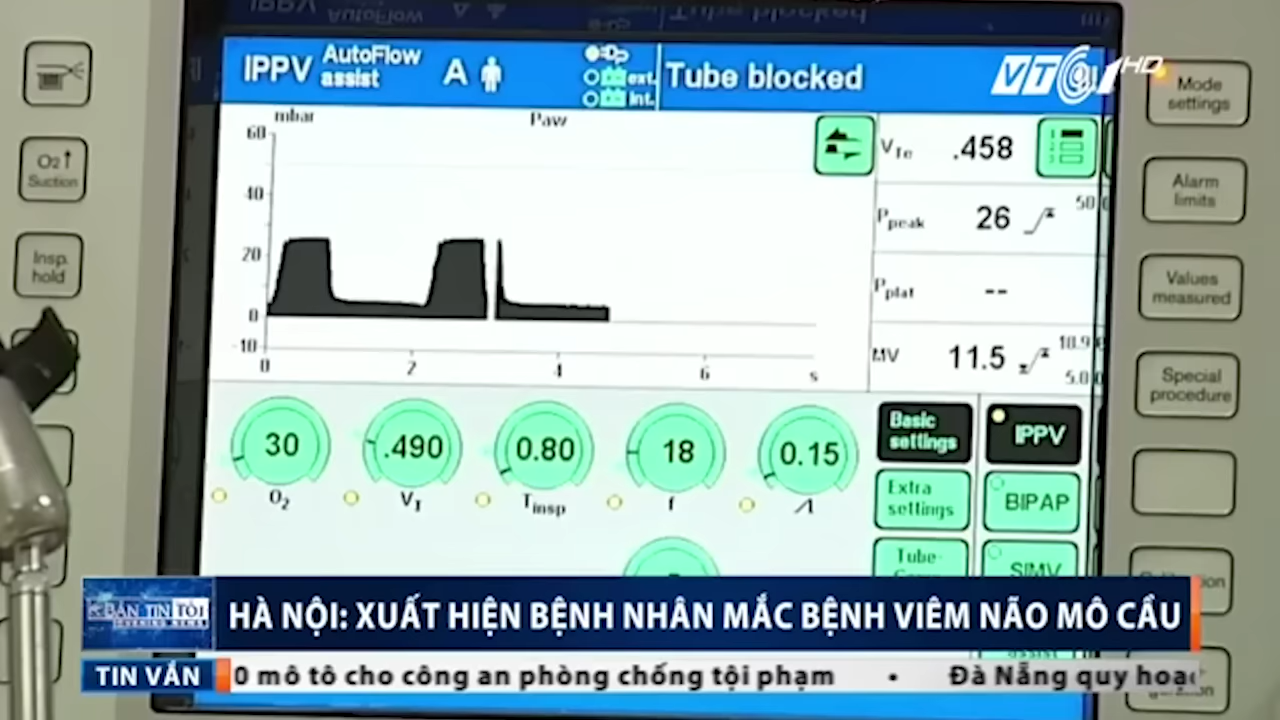 IPPV AutoFlow assist A ext. int. Tube blocked
VTC1 HD
O₂↑ Suction
Insp. hold
mbar Paw
60
40
20
0
-10
0 2 4 6 s
VTe .458
Ppeak 26 50
Pplat --
MV 11.5 18.9 5.0
Mode settings
Alarm limits
Values measured
Special procedure
30 .490 0.80 18 0.15
O₂ VT Tinsp f
Basic settings IPPV
Extra settings BIPAP
Tube- SIMV
BẢN TIN TỐI
EVENING NEWS
HÀ NỘI: XUẤT HIỆN BỆNH NHÂN MẮC BỆNH VIÊM NÃO MÔ CẦU
TIN VẮN 0 mô tô cho công an phòng chống tội phạm • Đà Nẵng quy hoạc